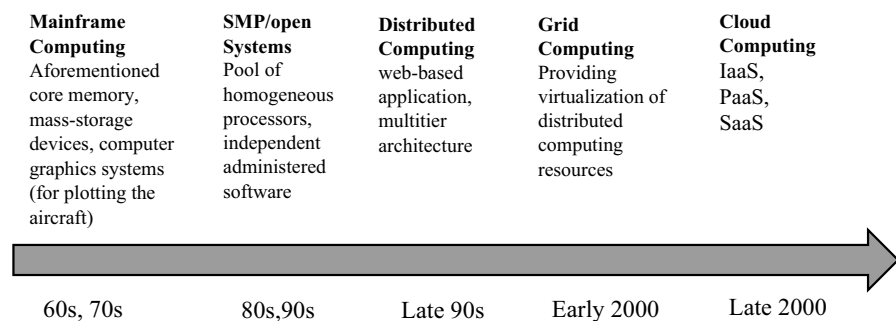 Mainframe
Computing
Aforementioned
core memory,
mass-storage
devices, computer
graphics systems
(for plotting the
aircraft)
SMP/open
Systems
Pool of
homogeneous
processors,
independent
administered
software
Distributed
Computing
web-based
application,
multitier
architecture
Grid
Computing
Providing
virtualization of
distributed
computing
resources
Cloud
Computing
IaaS,
PaaS,
SaaS
60s, 70s
80s,90s
Late 90s
Early 2000
Late 2000